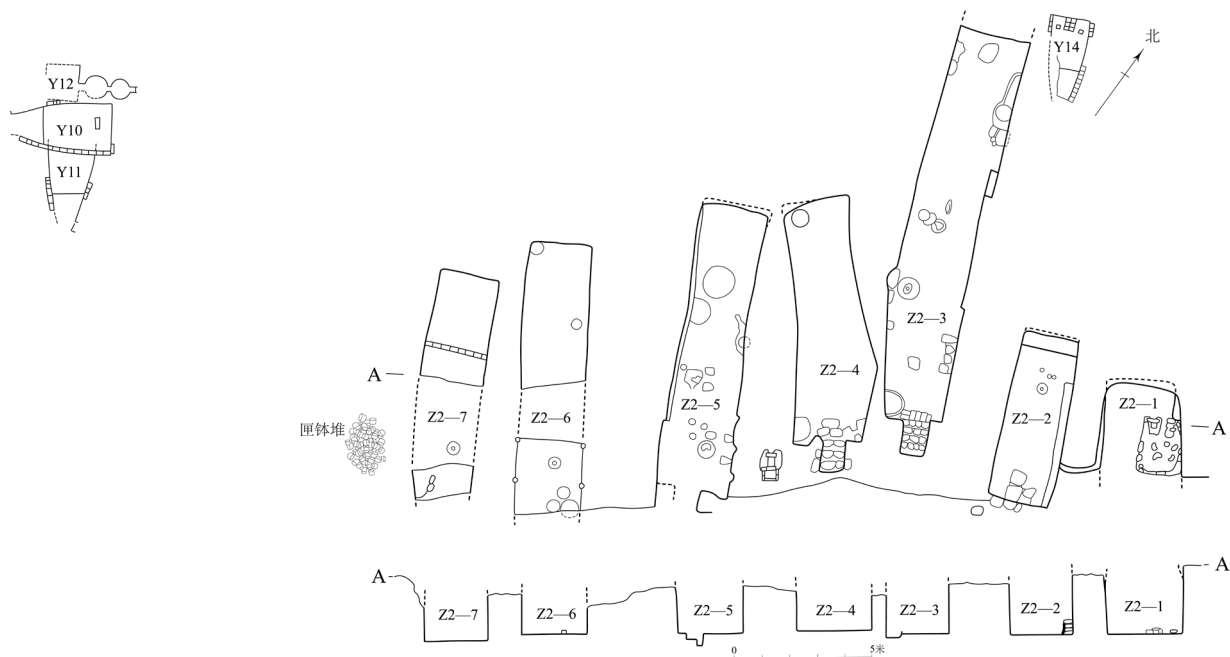 北
Y14
Y12
Y10
Y11
Z2—3
Z2—4
A
A
Z2—1
Z2—5
Z2—7
Z2—6
Z2—2
匣钵堆
A
A
Z2—7
Z2—6
Z2—5
Z2—4
Z2—3
Z2—2
Z2—1
0
5米